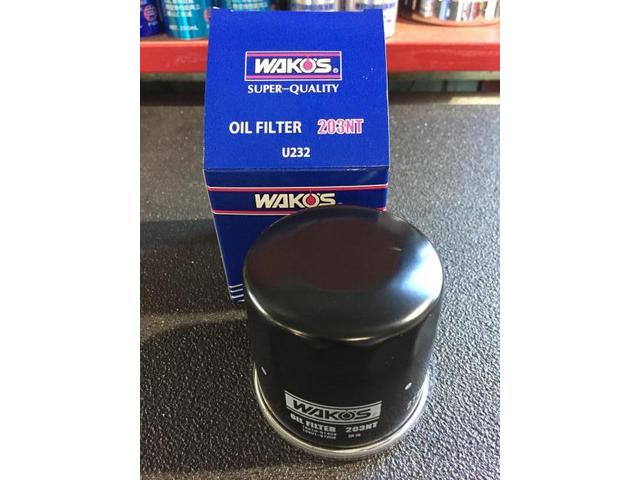 WAKO'S®
SUPER-QUALITY
OIL FILTER 203NT
U232
WAKO'S
WAKO'S
OIL FILTER 203NT